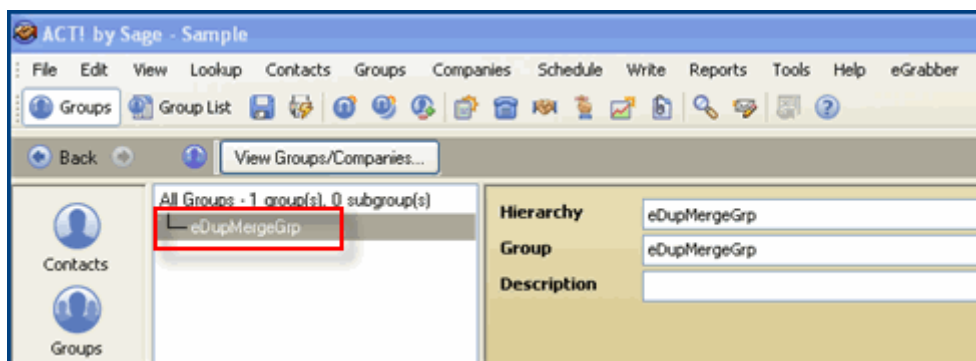 ACT! by Sage - Sample
File Edit View Lookup Contacts Groups Companies Schedule Write Reports Tools Help eGrabber
Groups Group List
Back View Groups/Companies...
All Groups - 1 group(s), 0 subgroup(s)
eDupMergeGrp
Hierarchy eDupMergeGrp
Group eDupMergeGrp
Description
Contacts
Groups